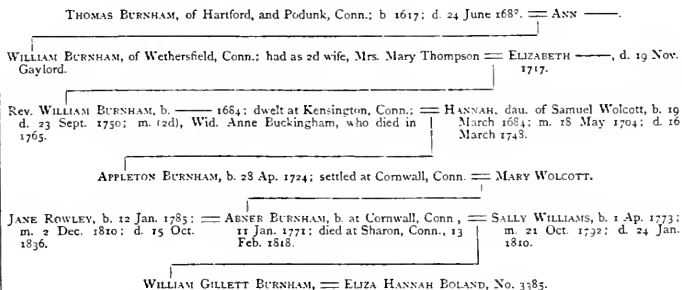 THOMAS BURNHAM, of Hartford, and Podunk, Conn.; b 1617; d. 24 June 168°. = ANN ——.
WILLIAM BURNHAM, of Wethersfield, Conn.; had as 2d wife, Mrs. Mary Thompson Gaylord. = ELIZABETH ——, d. 19 Nov. 1717.
Rev. WILLIAM BURNHAM, b. —— 1684; dwelt at Kensington, Conn.; = HANNAH, dau. of Samuel Wolcott, b. 19
d. 23 Sept. 1750; m. (2d), Wid. Anne Buckingham, who died in March 1684; m. 18 May 1704; d. 16
1765. March 1748.
APPLETON BURNHAM, b. 28 Ap. 1724; settled at Cornwall, Conn. = MARY WOLCOTT.
JANE ROWLEY, b. 12 Jan. 1785; = ABNER BURNHAM, b. at Cornwall, Conn., = SALLY WILLIAMS, b. 1 Ap. 1773;
m. 2 Dec. 1810; d. 15 Oct. 11 Jan. 1771; died at Sharon, Conn., 13 m. 21 Oct. 1792; d. 24 Jan.
1836. Feb. 1818. 1810.
WILLIAM GILLETT BURNHAM, = ELIZA HANNAH BOLAND, No. 3385.